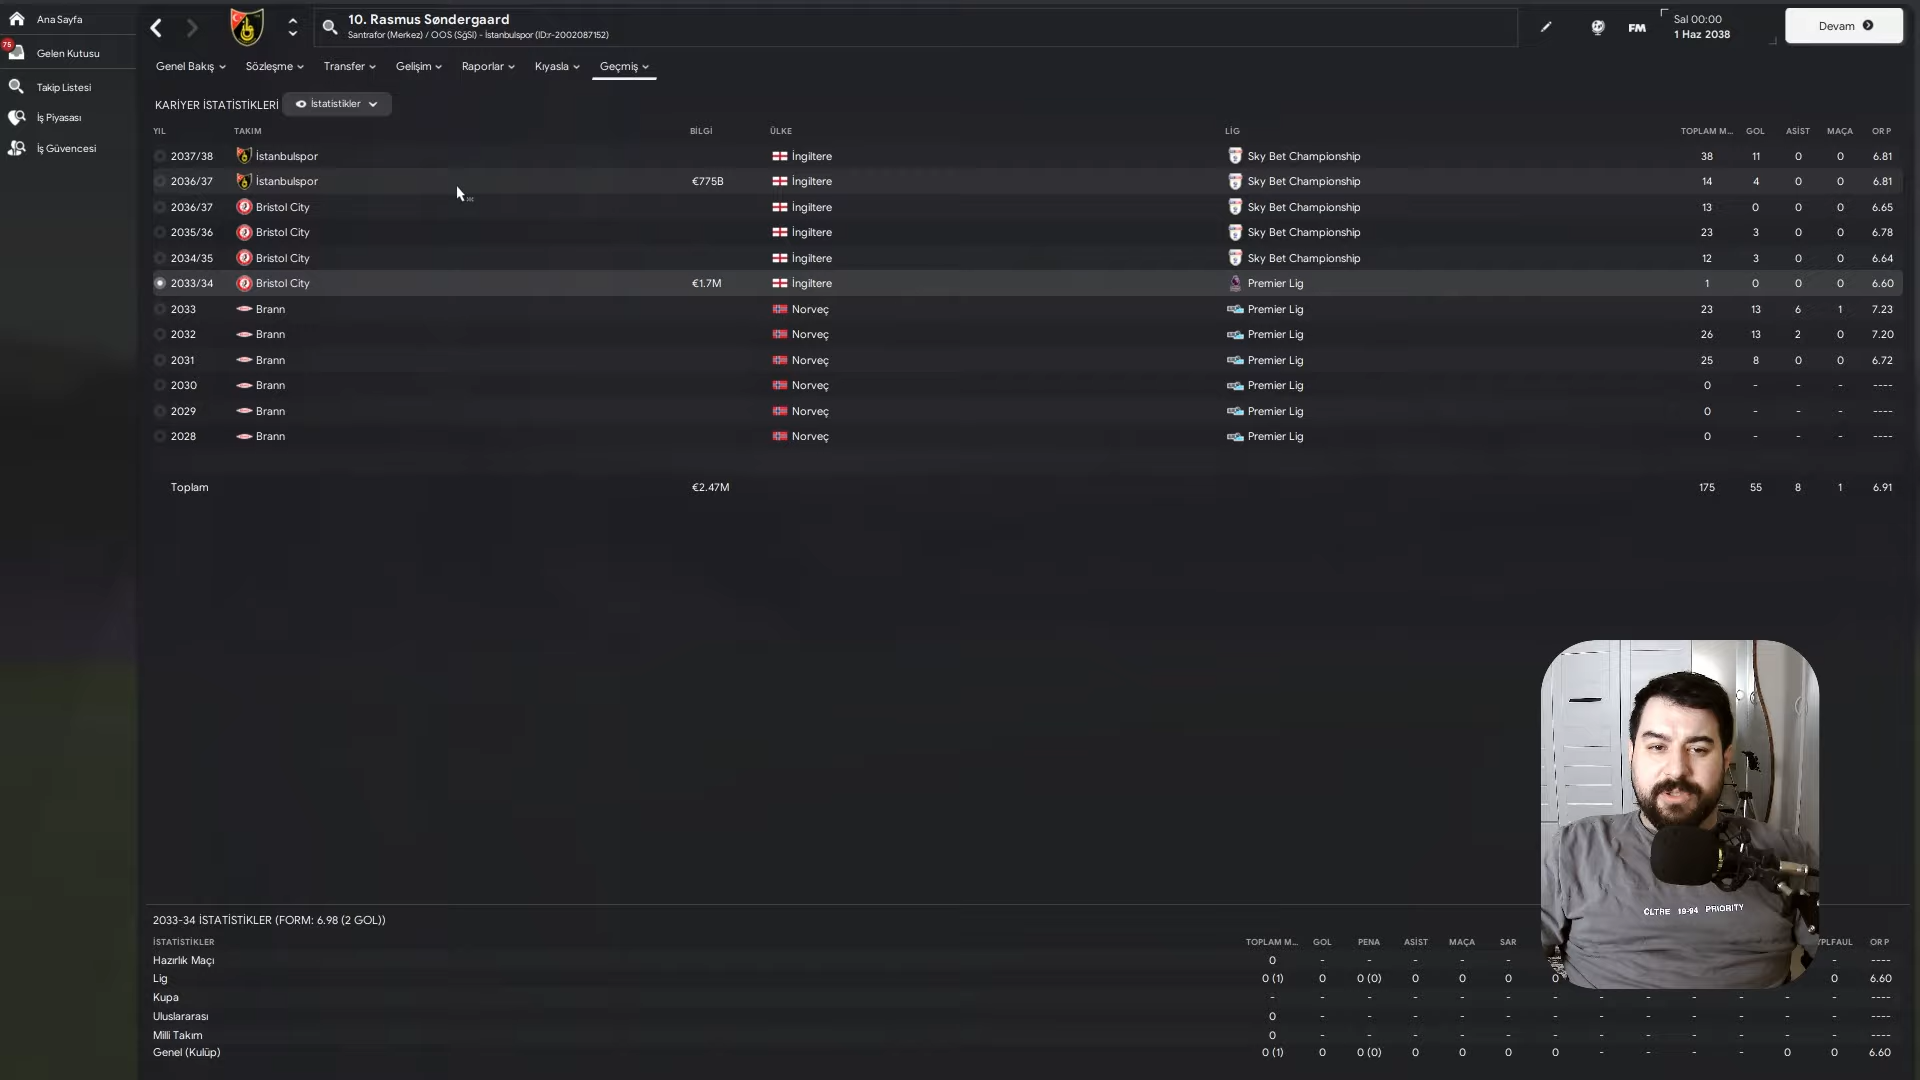 Ana Sayfa
75
Gelen Kutusu
Takip Listesi
İş Piyasası
İş Güvencesi
10. Rasmus Søndergaard
Santrafor (Merkez) / OOS (SğSl) - İstanbulspor (ID:r-2002087152)
FM
Sal 00:00
1 Haz 2038
Devam
Genel Bakış Sözleşme Transfer Gelişim Raporlar Kıyasla Geçmiş
KARİYER İSTATİSTİKLERİ İstatistikler
YIL TAKIM BİLGİ ÜLKE LİG TOPLAM M... GOL ASİST MAÇA OR P
2037/38 İstanbulspor İngiltere Sky Bet Championship 38 11 0 0 6.81
2036/37 İstanbulspor €775B İngiltere Sky Bet Championship 14 4 0 0 6.81
2036/37 Bristol City İngiltere Sky Bet Championship 13 0 0 0 6.65
2035/36 Bristol City İngiltere Sky Bet Championship 23 3 0 0 6.78
2034/35 Bristol City İngiltere Sky Bet Championship 12 3 0 0 6.64
2033/34 Bristol City €1.7M İngiltere Premier Lig 1 0 0 0 6.60
2033 Brann Norveç Premier Lig 23 13 6 1 7.23
2032 Brann Norveç Premier Lig 26 13 2 0 7.20
2031 Brann Norveç Premier Lig 25 8 0 0 6.72
2030 Brann Norveç Premier Lig 0 - - - ----
2029 Brann Norveç Premier Lig 0 - - - ----
2028 Brann Norveç Premier Lig 0 - - - ----
Toplam €2.47M 175 55 8 1 6.91
2033-34 İSTATİSTİKLER (FORM: 6.98 (2 GOL))
İSTATİSTİKLER TOPLAM M... GOL PENA ASİST MAÇA SAR YPLFAUL OR P
Hazırlık Maçı 0 - - - - - - ----
Lig 0 (1) 0 0 (0) 0 0 0 0 0 6.60
Kupa - - - - - - - - - - - - - ----
Uluslararası 0 - - - - - - - - - - - - ----
Milli Takım 0 - - - - - - - - - - - - ----
Genel (Kulüp) 0 (1) 0 0 (0) 0 0 0 0 - - - - 0 0 6.60
CLTRE 19-94 PRIORITY